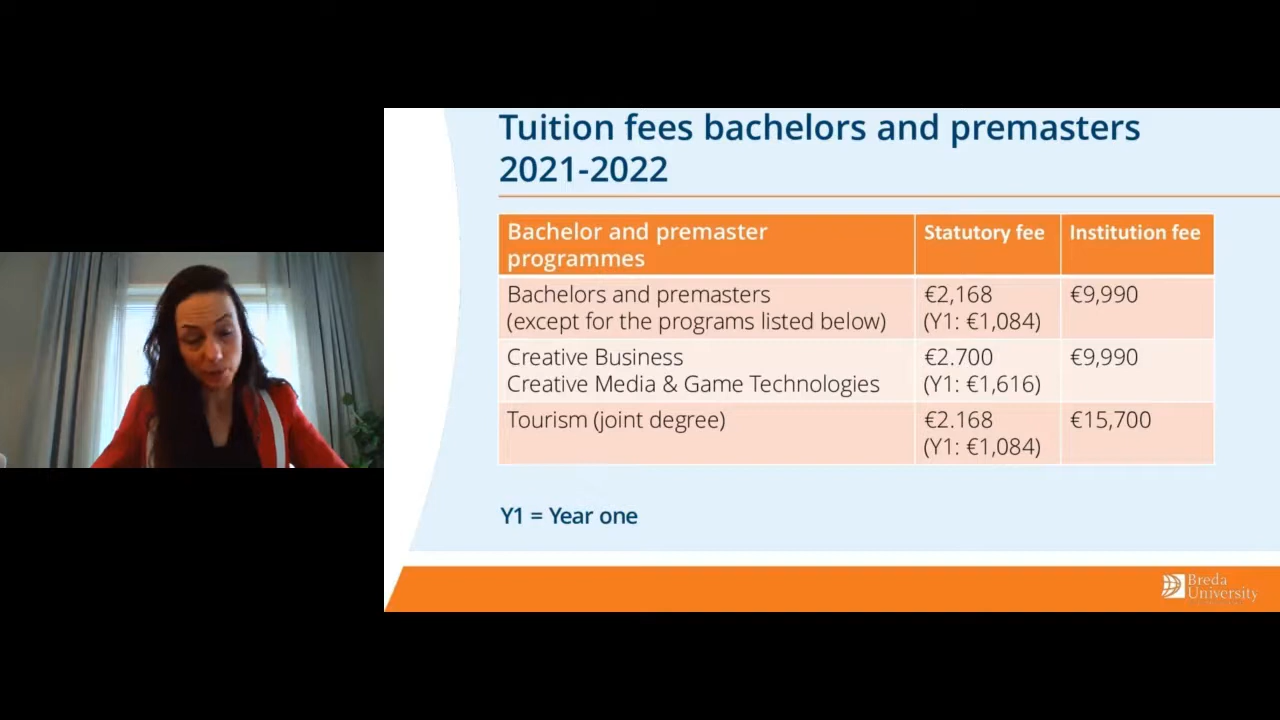 Tuition fees bachelors and premasters
2021-2022
Bachelor and premaster
programmes
Statutory fee
Institution fee
Bachelors and premasters
(except for the programs listed below)
€2,168
(Y1: €1,084)
€9,990
Creative Business
Creative Media & Game Technologies
€2.700
(Y1: €1,616)
€9,990
Tourism (joint degree)
€2.168
(Y1: €1,084)
€15,700
Y1 = Year one
Breda
University